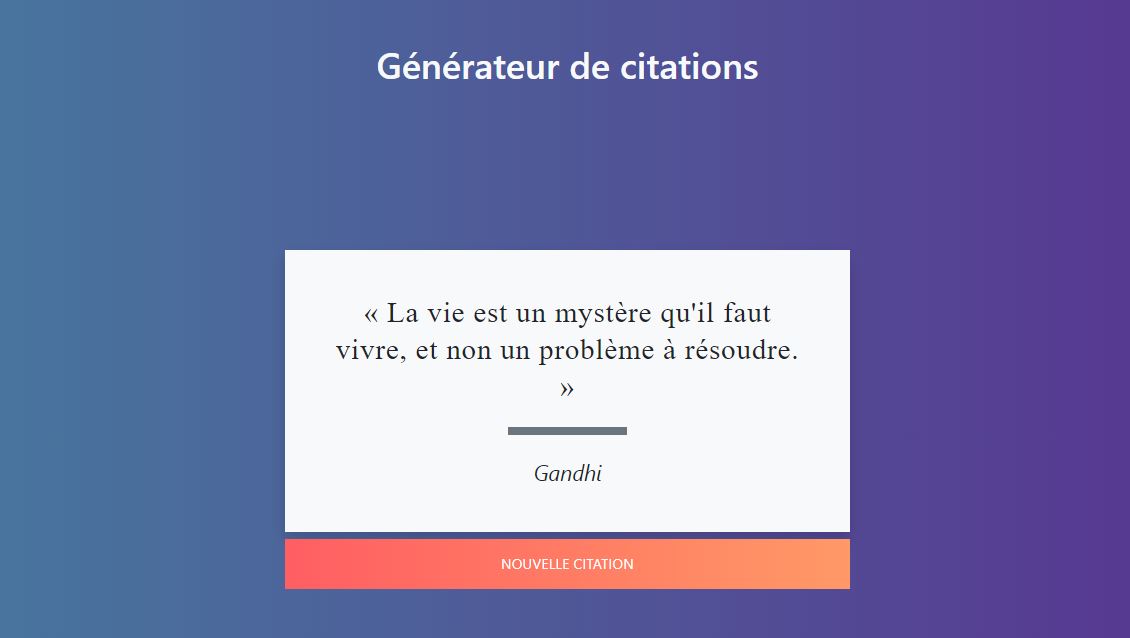 Générateur de citations
« La vie est un mystère qu'il faut
vivre, et non un problème à résoudre.
»
Gandhi
NOUVELLE CITATION